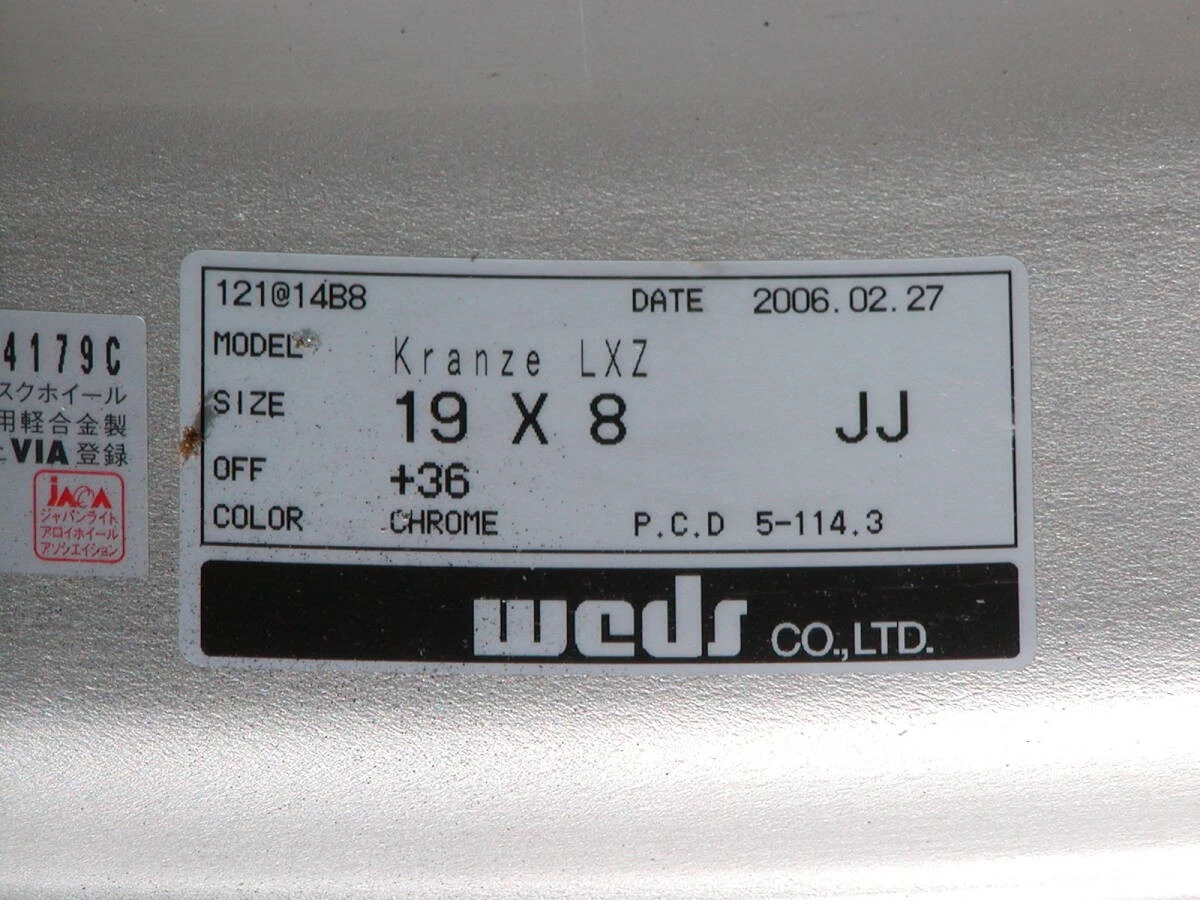 121@14B8 DATE 2006.02.27
MODEL Kranze LXZ
SIZE 19 X 8 JJ
OFF +36
COLOR CHROME P.C.D 5-114.3
weds CO.,LTD.
4179C
スクホイール
用軽合金製
VIA登録
JAWA
ジャパンライト
アロイホイール
アソシエイション